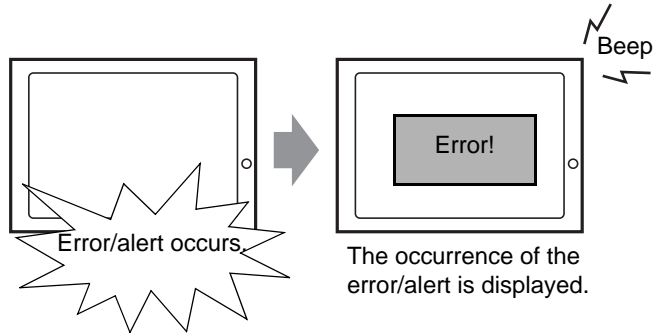 Beep
Error!
Error/alert occurs.
The occurrence of the
error/alert is displayed.